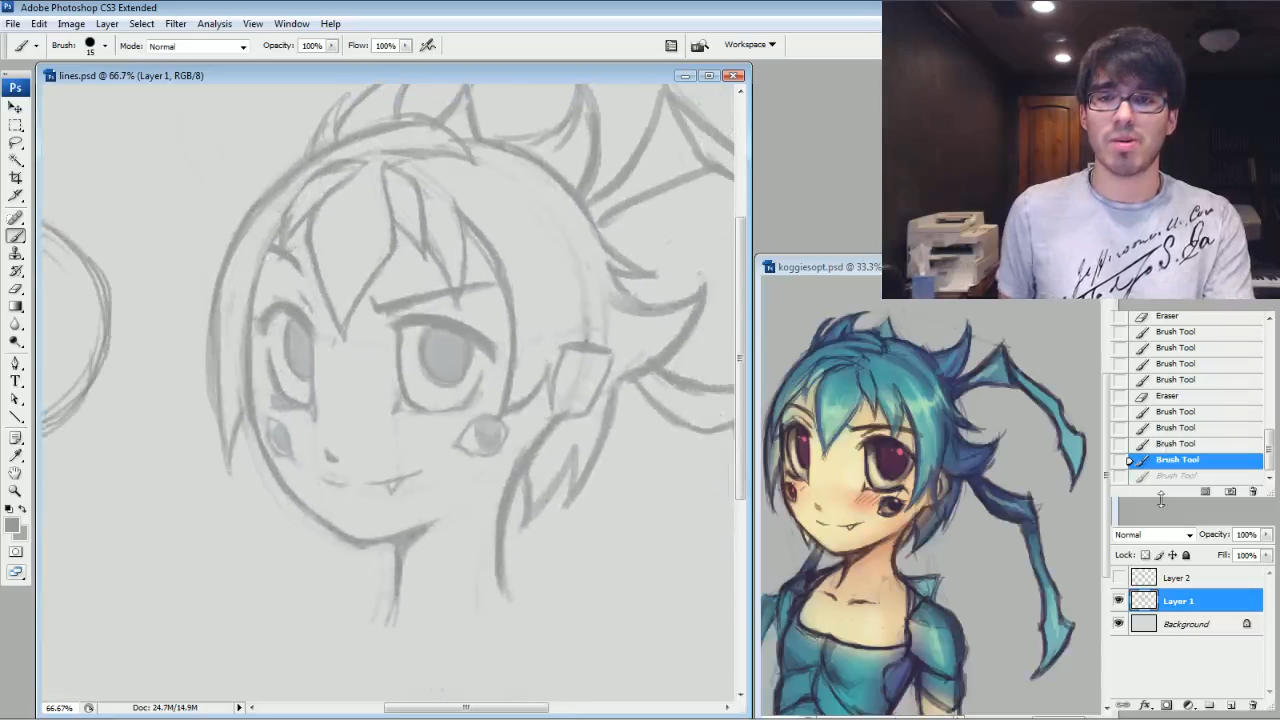 Adobe Photoshop CS3 Extended
File Edit Image Layer Select Filter Analysis View Window Help
Brush: 15 Mode: Normal Opacity: 100% Flow: 100% Workspace
lines.psd @ 66.7% (Layer 1, RGB/8)
Ps
koggiesopt.psd @ 33.3%
Eraser
Brush Tool
Brush Tool
Brush Tool
Brush Tool
Eraser
Brush Tool
Brush Tool
Brush Tool
Brush Tool
Brush Tool
Normal Opacity: 100%
Lock: Fill: 100%
Layer 2
Layer 1
Background
66.67% Doc: 24.7M/14.9M